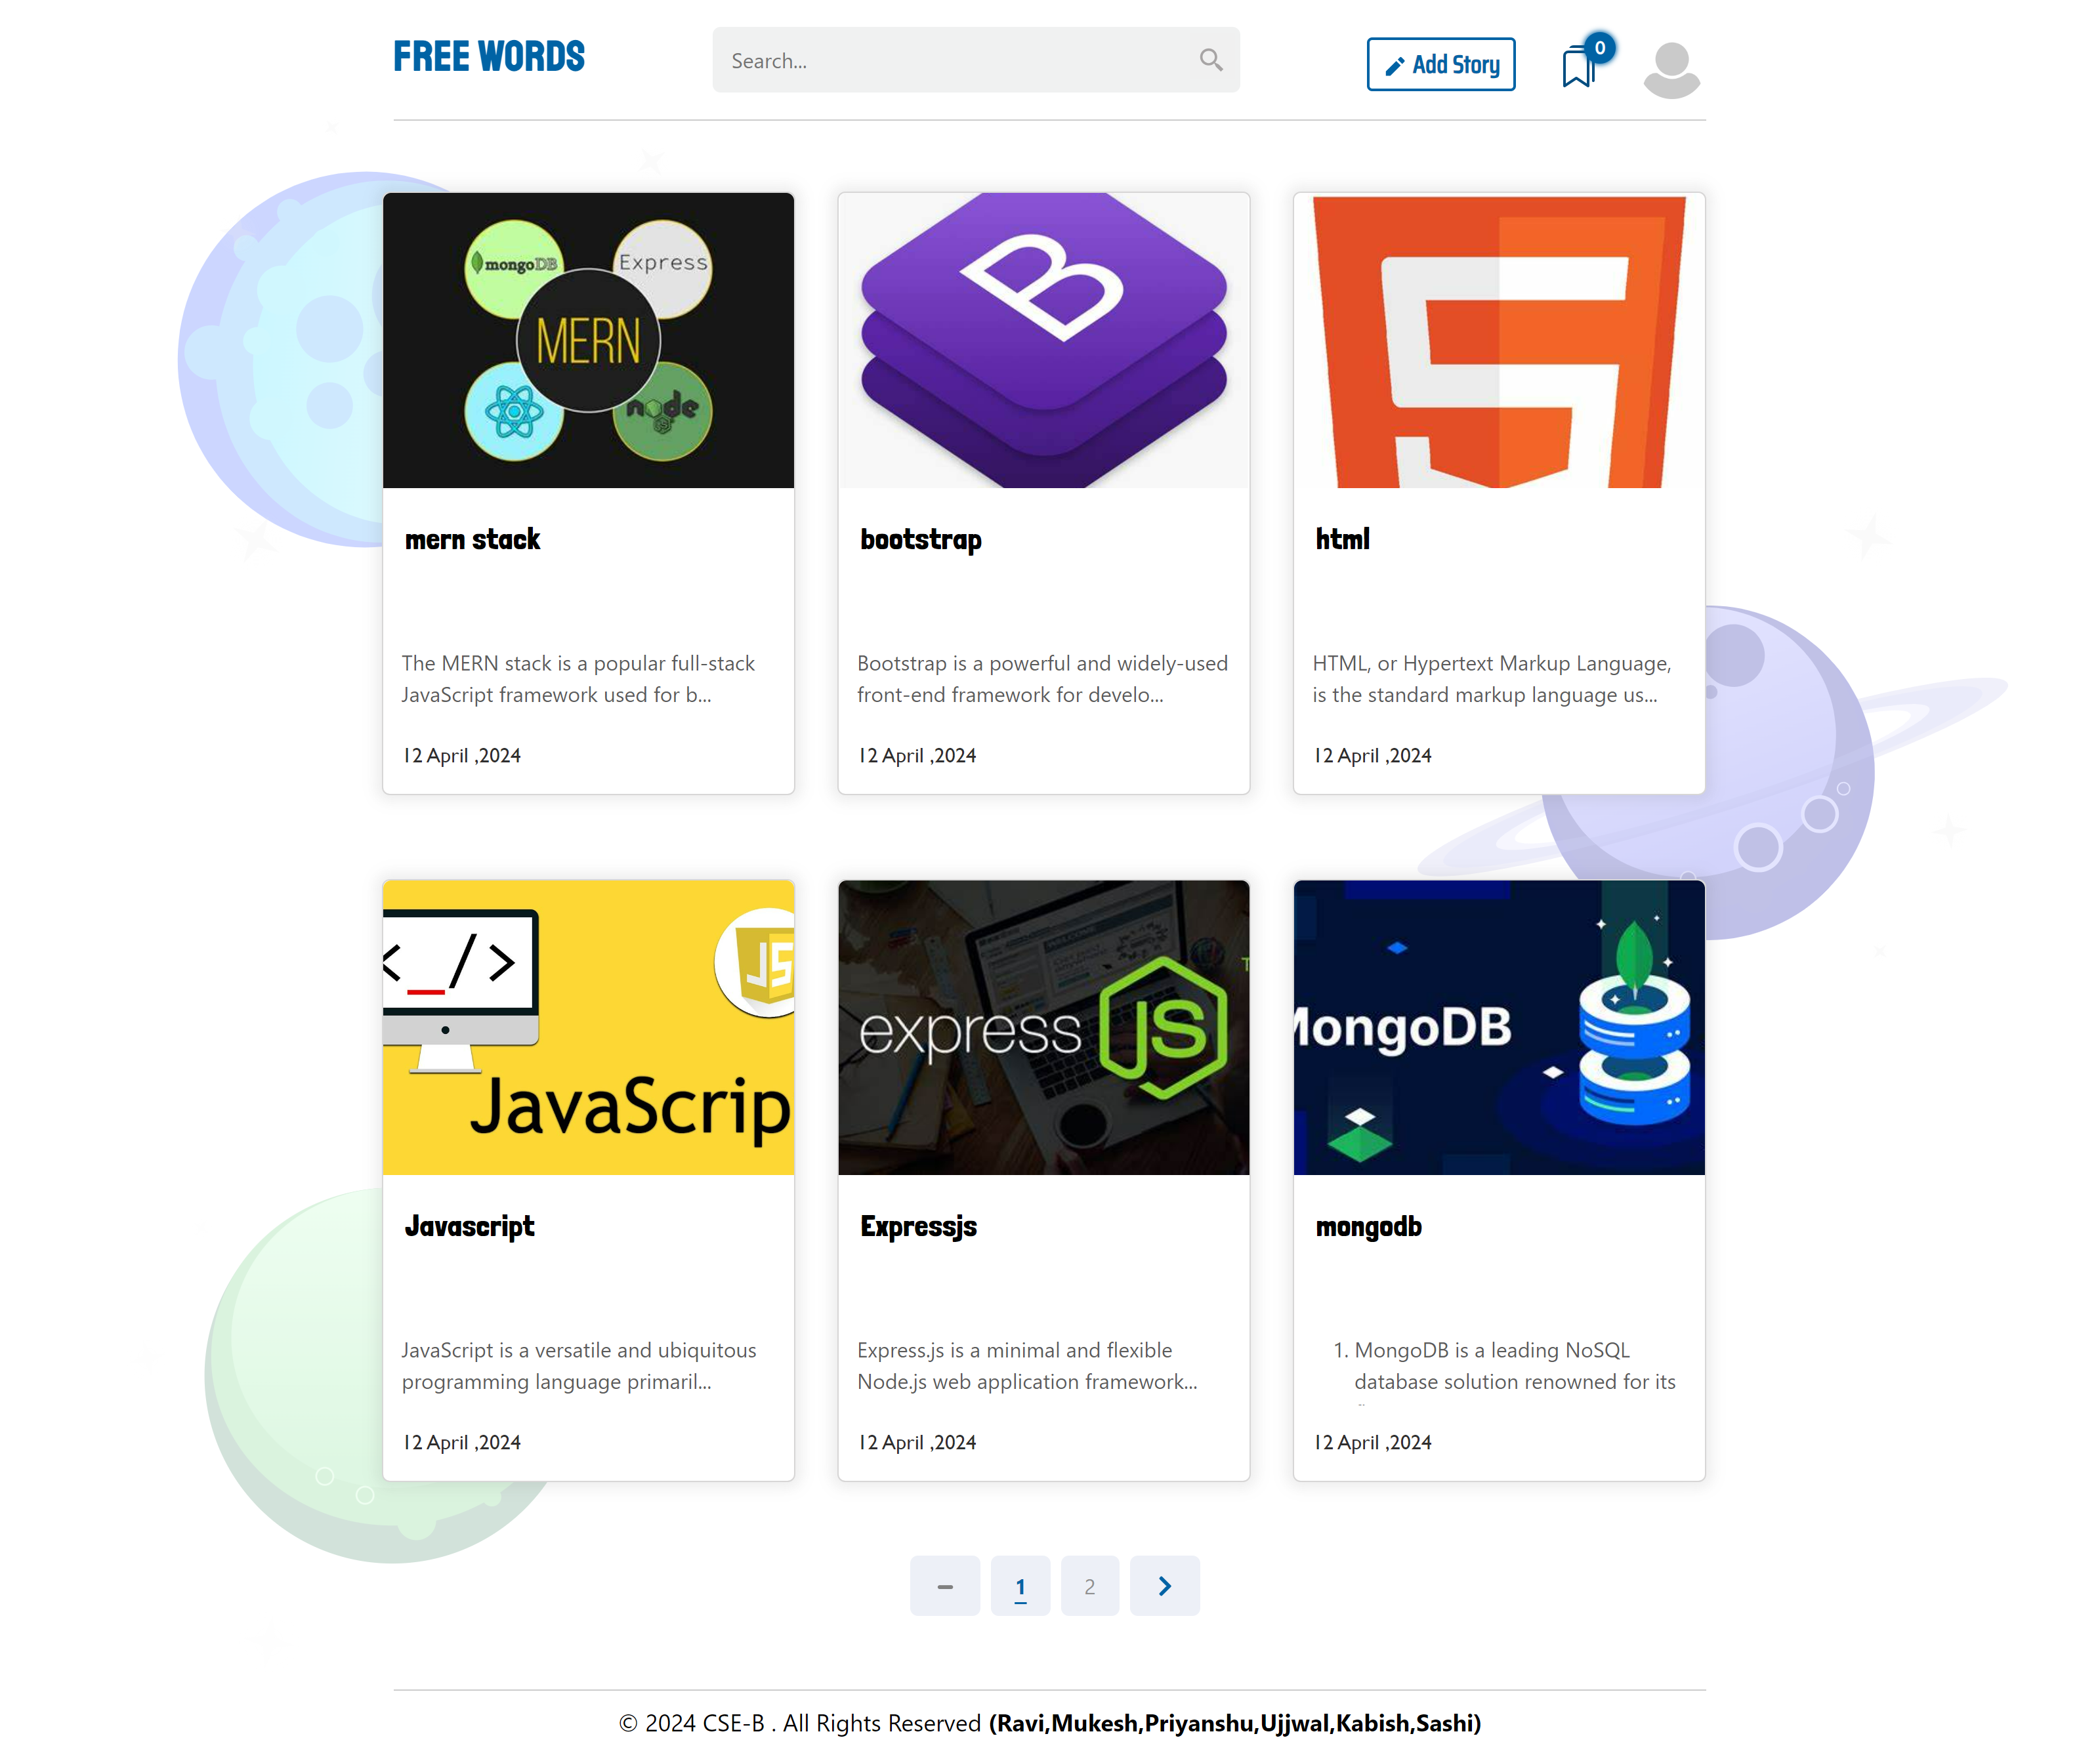 FREE WORDS
Search...
Add Story
0
mongoDB
Express
MERN
node
JS
B
mern stack
bootstrap
html
The MERN stack is a popular full-stack
JavaScript framework used for b...
Bootstrap is a powerful and widely-used
front-end framework for develo...
HTML, or Hypertext Markup Language,
is the standard markup language us...
12 April ,2024
12 April ,2024
12 April ,2024
<_/>
JS
JavaScrip
express
JS
MongoDB
Javascript
Expressjs
mongodb
JavaScript is a versatile and ubiquitous
programming language primaril...
Express.js is a minimal and flexible
Node.js web application framework...
1. MongoDB is a leading NoSQL
database solution renowned for its
12 April ,2024
12 April ,2024
12 April ,2024
1
2
© 2024 CSE-B . All Rights Reserved (Ravi,Mukesh,Priyanshu,Ujjwal,Kabish,Sashi)